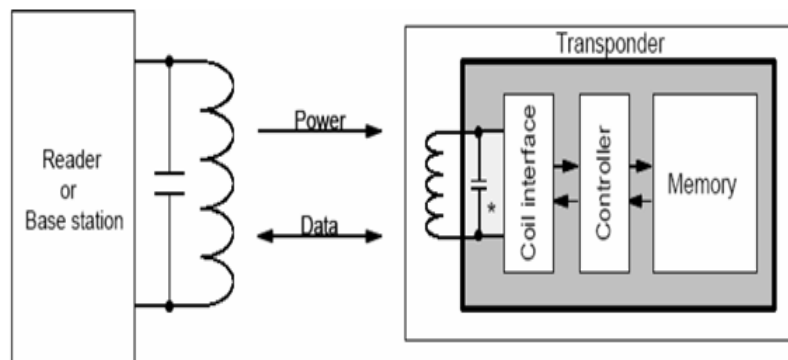 Reader
or
Base station
Power
Data
Transponder
*
Coil interface
Controller
Memory